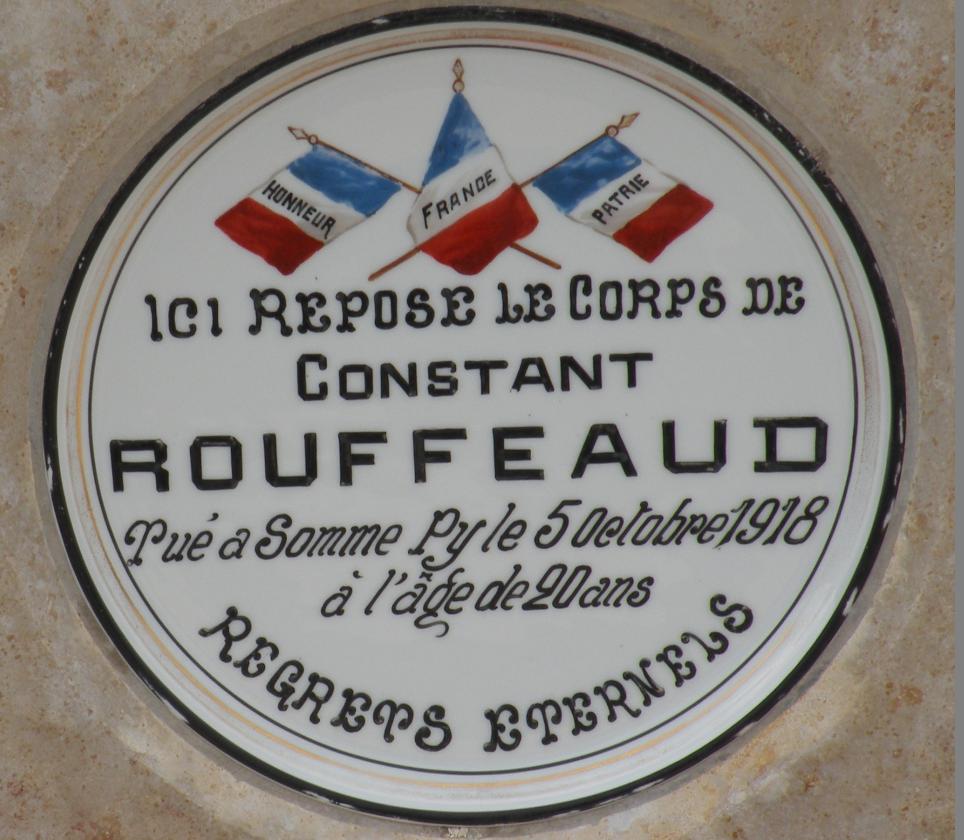 HONNEUR
FRANCE
PATRIE
ICI REPOSE LE CORPS DE
CONSTANT
ROUFFEAUD
Tué a Somme Py le 5 Octobre 1918
à l'âge de 20 ans
REGRETS ETERNELS